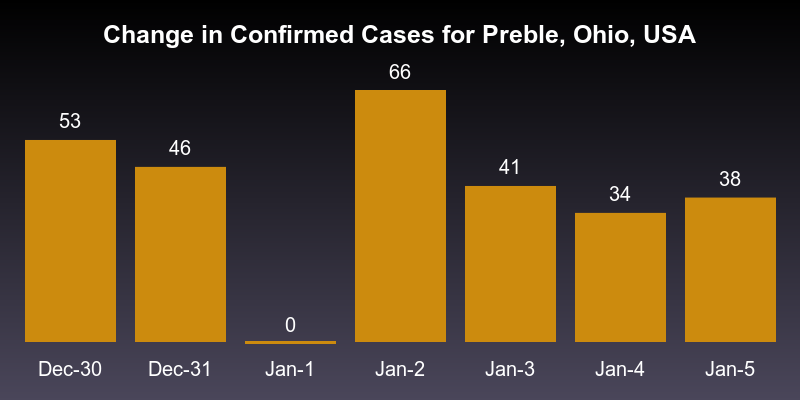 Change in Confirmed Cases for Preble, Ohio, USA
53
46
0
66
41
34
38
Dec-30
Dec-31
Jan-1
Jan-2
Jan-3
Jan-4
Jan-5